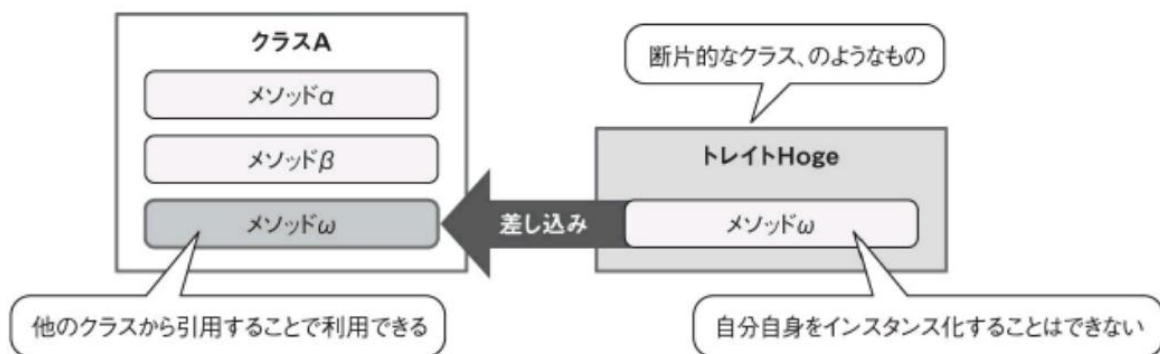 クラスA
メソッドα
メソッドβ
メソッドω
他のクラスから引用することで利用できる
差し込み
断片的なクラス、のようなもの
トレイトHoge
メソッドω
自分自身をインスタンス化することはできない